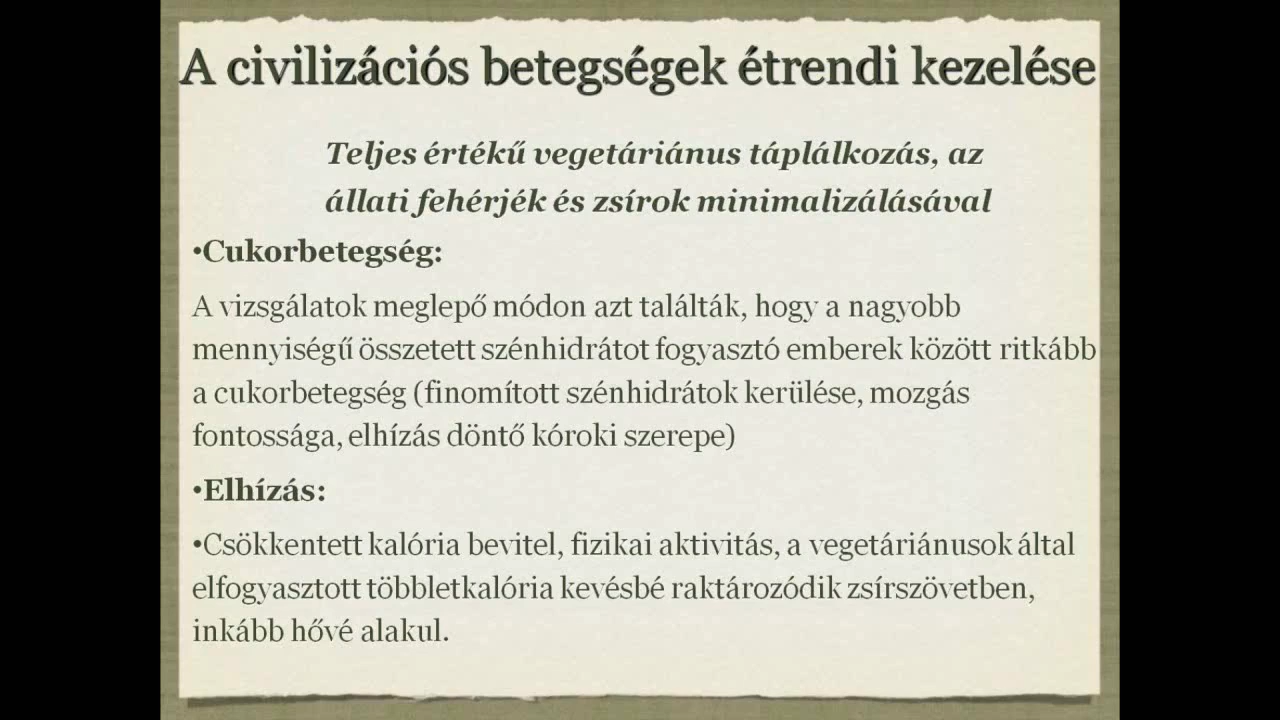 A civilizációs betegségek étrendi kezelése
Teljes értékű vegetáriánus táplálkozás, az
állati fehérjék és zsírok minimalizálásával
•Cukorbetegség:
A vizsgálatok meglepő módon azt találták, hogy a nagyobb
mennyiségű összetett szénhidrátot fogyasztó emberek között ritkább
a cukorbetegség (finomított szénhidrátok kerülése, mozgás
fontossága, elhízás döntő kóroki szerepe)
•Elhízás:
•Csökkentett kalória bevitel, fizikai aktivitás, a vegetáriánusok által
elfogyasztott többletkalória kevésbé raktározódik zsírszövetben,
inkább hővé alakul.